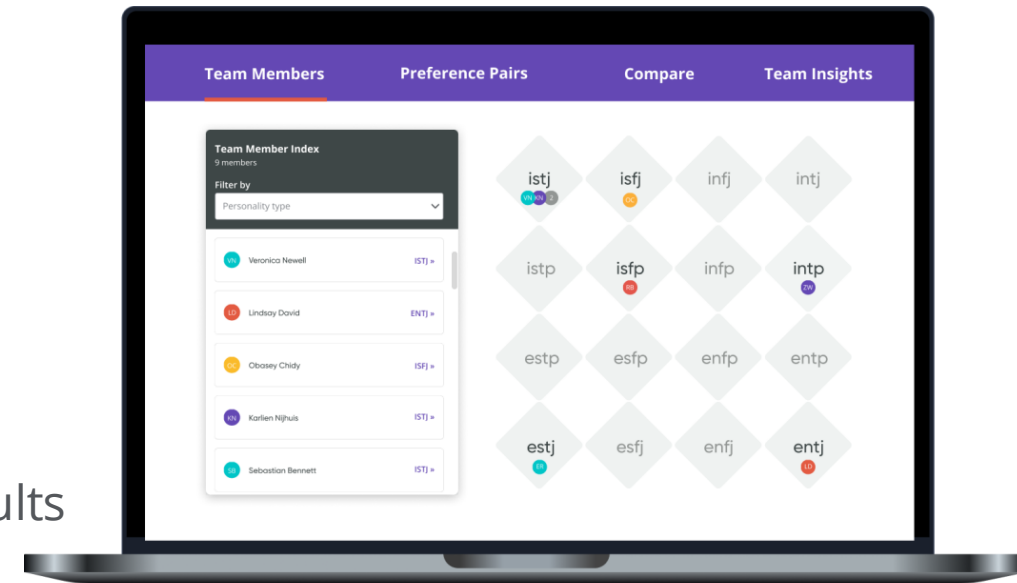 Team Members Preference Pairs Compare Team Insights
Team Member Index
9 members
Filter by
Personality type
VN Veronica Newell ISTJ »
LD Lindsay David ENTJ »
OC Obasey Chidy ISFJ »
KN Karlien Nijhuis ISTJ »
SB Sebastian Bennett ISTJ »
istj isfj infj intj
VN KN 2 OC
istp isfp infp intp
RB ZW
estp esfp enfp entp
estj esfj enfj entj
ER LD
ults